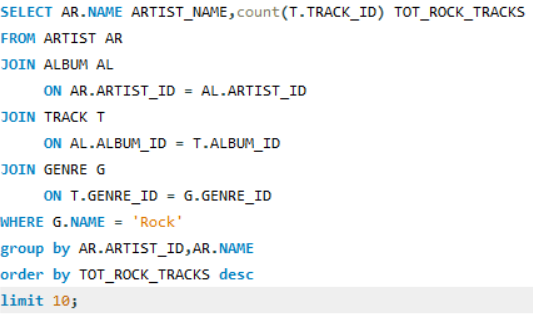 SELECT AR.NAME ARTIST_NAME,count(T.TRACK_ID) TOT_ROCK_TRACKS
FROM ARTIST AR
JOIN ALBUM AL
ON AR.ARTIST_ID = AL.ARTIST_ID
JOIN TRACK T
ON AL.ALBUM_ID = T.ALBUM_ID
JOIN GENRE G
ON T.GENRE_ID = G.GENRE_ID
WHERE G.NAME = 'Rock'
group by AR.ARTIST_ID,AR.NAME
order by TOT_ROCK_TRACKS desc
limit 10;